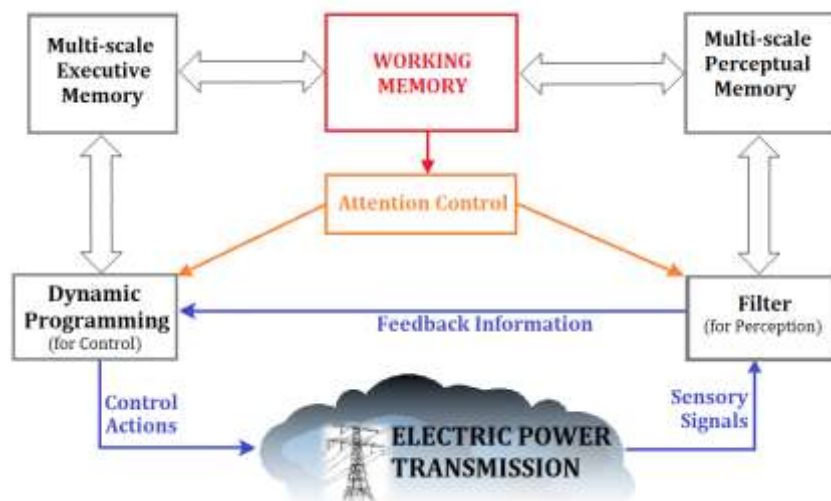 Multi-scale
Executive
Memory
WORKING
MEMORY
Multi-scale
Perceptual
Memory
Attention Control
Dynamic
Programming
(for Control)
Feedback Information
Filter
(for Perception)
Control
Actions
Sensory
Signals
ELECTRIC POWER
TRANSMISSION